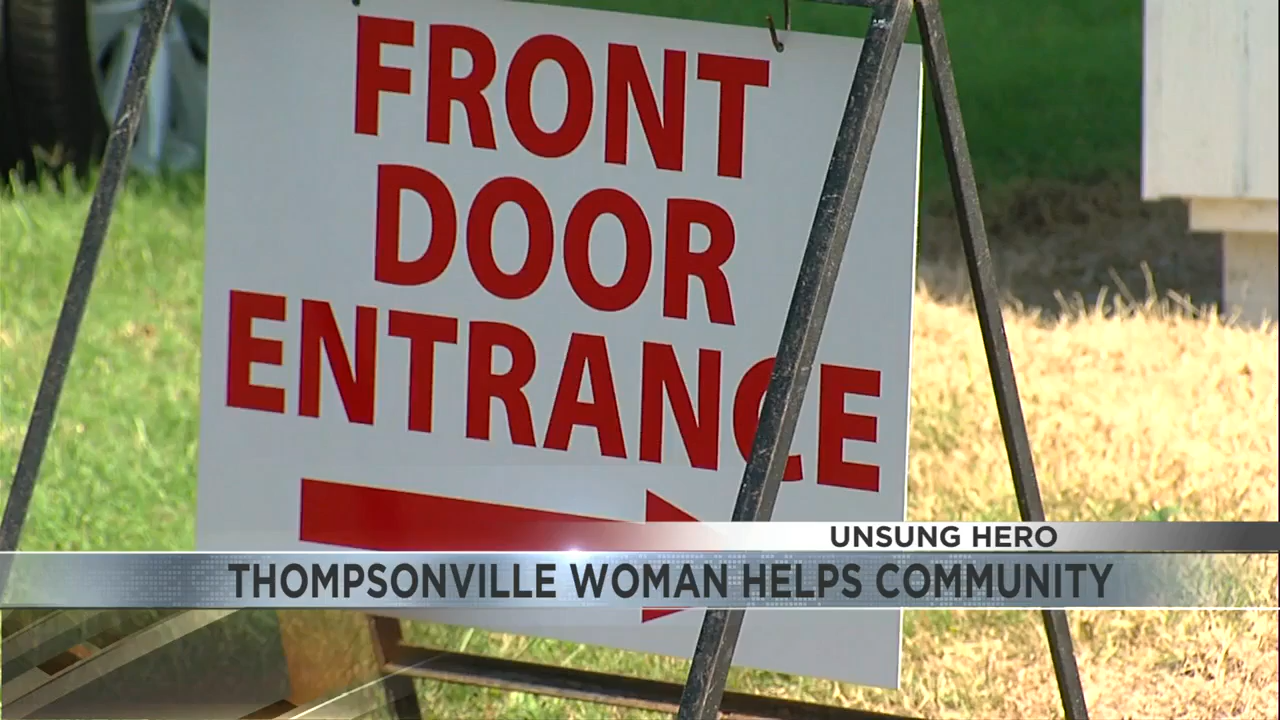 FRONT
DOOR
ENTRANCE
UNSUNG HERO
THOMPSONVILLE WOMAN HELPS COMMUNITY